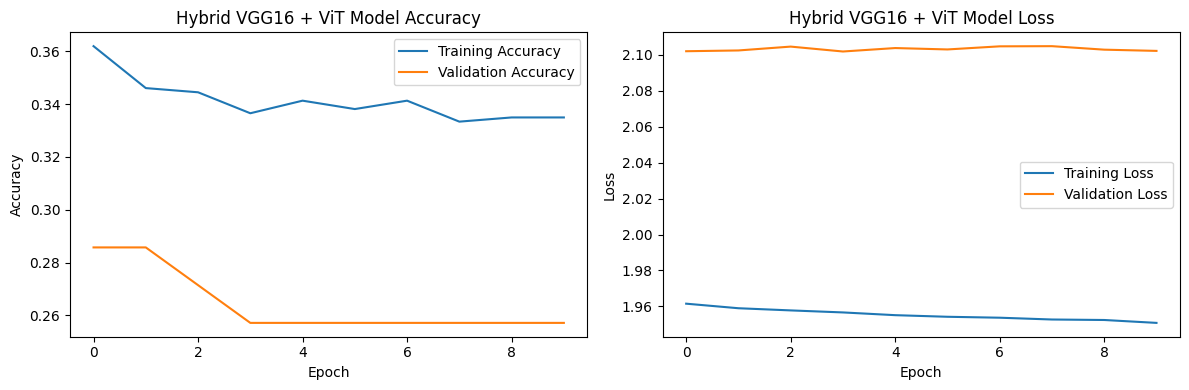 Hybrid VGG16 + ViT Model Accuracy
Training Accuracy
Validation Accuracy
0.36
0.34
0.32
0.30
0.28
0.26
Accuracy
0 2 4 6 8
Epoch
Hybrid VGG16 + ViT Model Loss
Training Loss
Validation Loss
2.10
2.08
2.06
2.04
2.02
2.00
1.98
1.96
Loss
0 2 4 6 8
Epoch